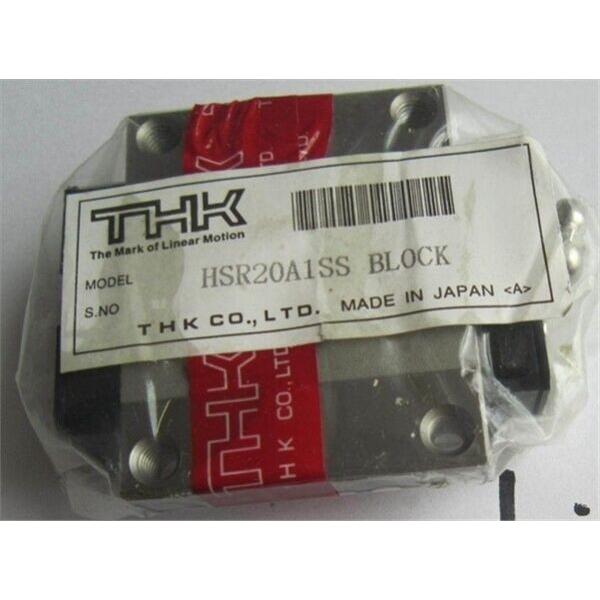 THK
The Mark of Linear Motion
MODEL HSR20A1SS BLOCK
S.NO
THK CO., LTD. MADE IN JAPAN <A>
THK
THK CO., LTD